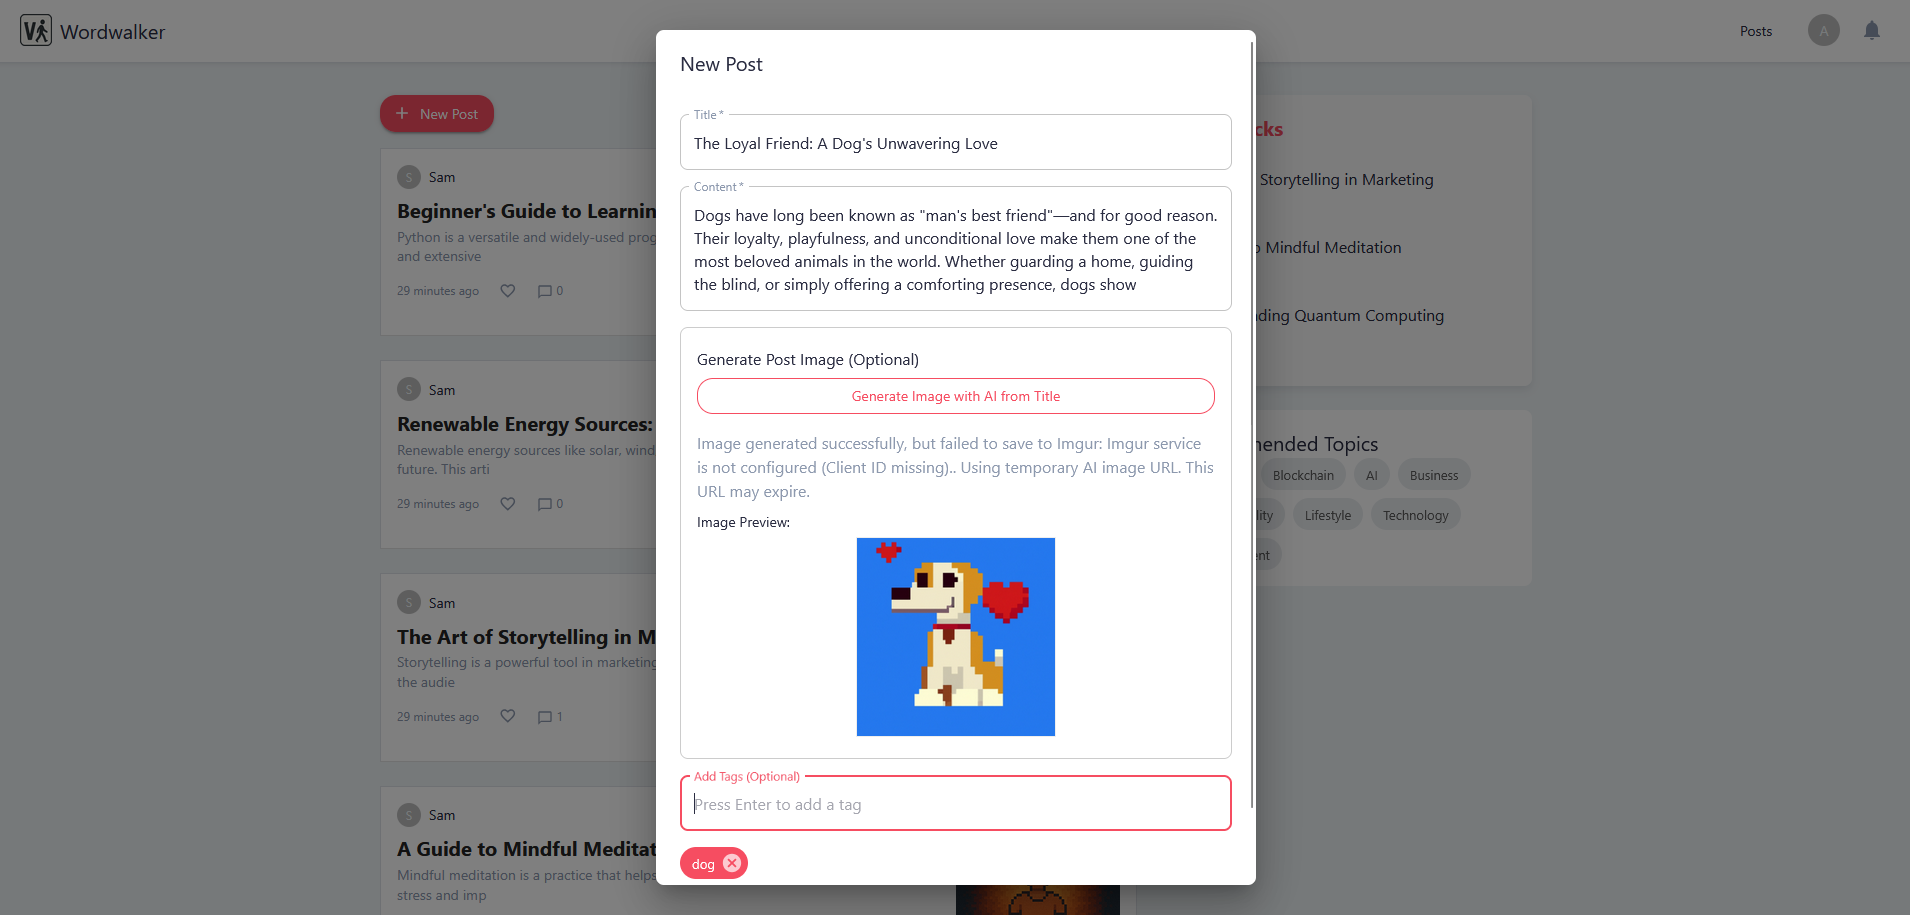 Wordwalker
Posts
A
New Post
Title *
The Loyal Friend: A Dog's Unwavering Love
Content *
Dogs have long been known as "man's best friend"—and for good reason.
Their loyalty, playfulness, and unconditional love make them one of the
most beloved animals in the world. Whether guarding a home, guiding
the blind, or simply offering a comforting presence, dogs show
Generate Post Image (Optional)
Generate Image with AI from Title
Image generated successfully, but failed to save to Imgur: Imgur service
is not configured (Client ID missing).. Using temporary AI image URL. This
URL may expire.
Image Preview:
Add Tags (Optional)
Press Enter to add a tag
dog
New Post
S
Sam
Beginner's Guide to Learnin
Python is a versatile and widely-used prog
and extensive
29 minutes ago
0
S
Sam
Renewable Energy Sources:
Renewable energy sources like solar, wind
future. This arti
29 minutes ago
0
S
Sam
The Art of Storytelling in M
Storytelling is a powerful tool in marketing
the audie
29 minutes ago
1
S
Sam
A Guide to Mindful Meditat
Mindful meditation is a practice that helps
stress and imp
cks
Storytelling in Marketing
Mindful Meditation
ding Quantum Computing
ended Topics
Blockchain
AI
Business
lity
Lifestyle
Technology
ent